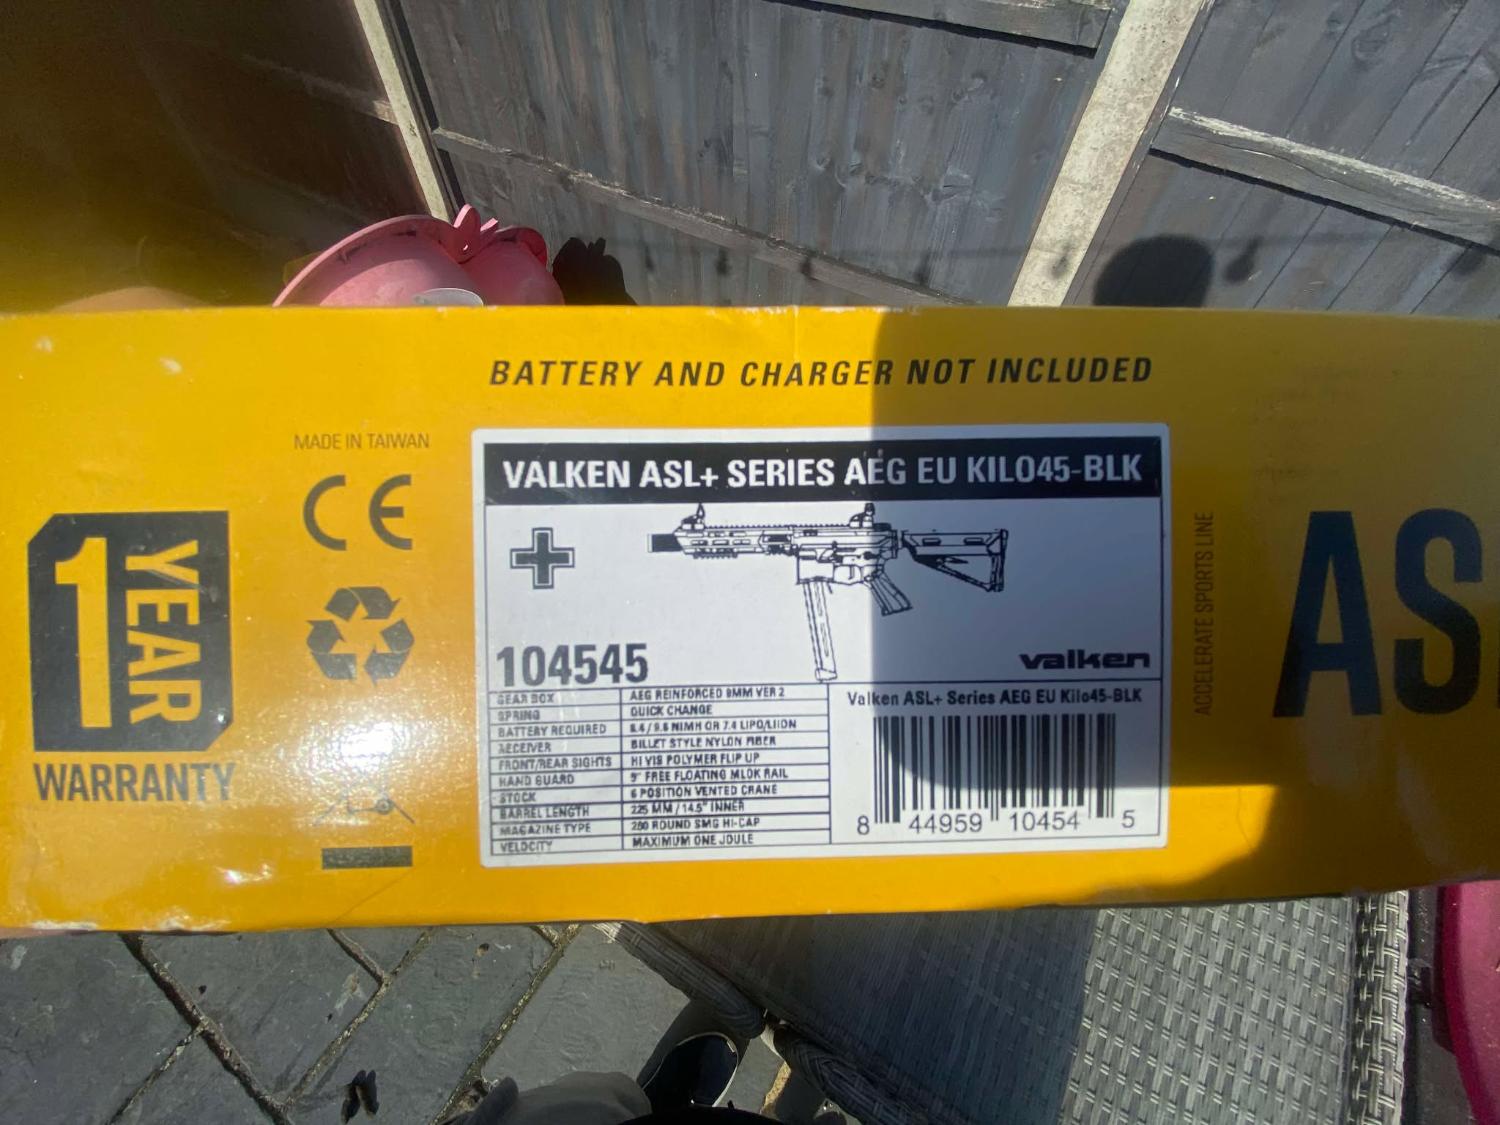 BATTERY AND CHARGER NOT INCLUDED
MADE IN TAIWAN
CE
1 YEAR
WARRANTY
VALKEN ASL+ SERIES AEG EU KILO45-BLK
104545
valken
GEAR BOX AEG REINFORCED 8MM VER 2
SPRING QUICK CHANGE
BATTERY REQUIRED 8.4 / 9.6 NIMH OR 7.4 LIPO/LIION
RECEIVER BILLET STYLE NYLON FIBER
FRONT/REAR SIGHTS HI VIS POLYMER FLIP UP
HAND GUARD 9" FREE FLOATING MLOK RAIL
STOCK 6 POSITION VENTED CRANE
BARREL LENGTH 225 MM / 14.5" INNER
MAGAZINE TYPE 280 ROUND SMG HI-CAP
VELOCITY MAXIMUM ONE JOULE
Valken ASL+ Series AEG EU Kilo45-BLK
8 44959 10454 5
ACCELERATE SPORTS LINE
AS